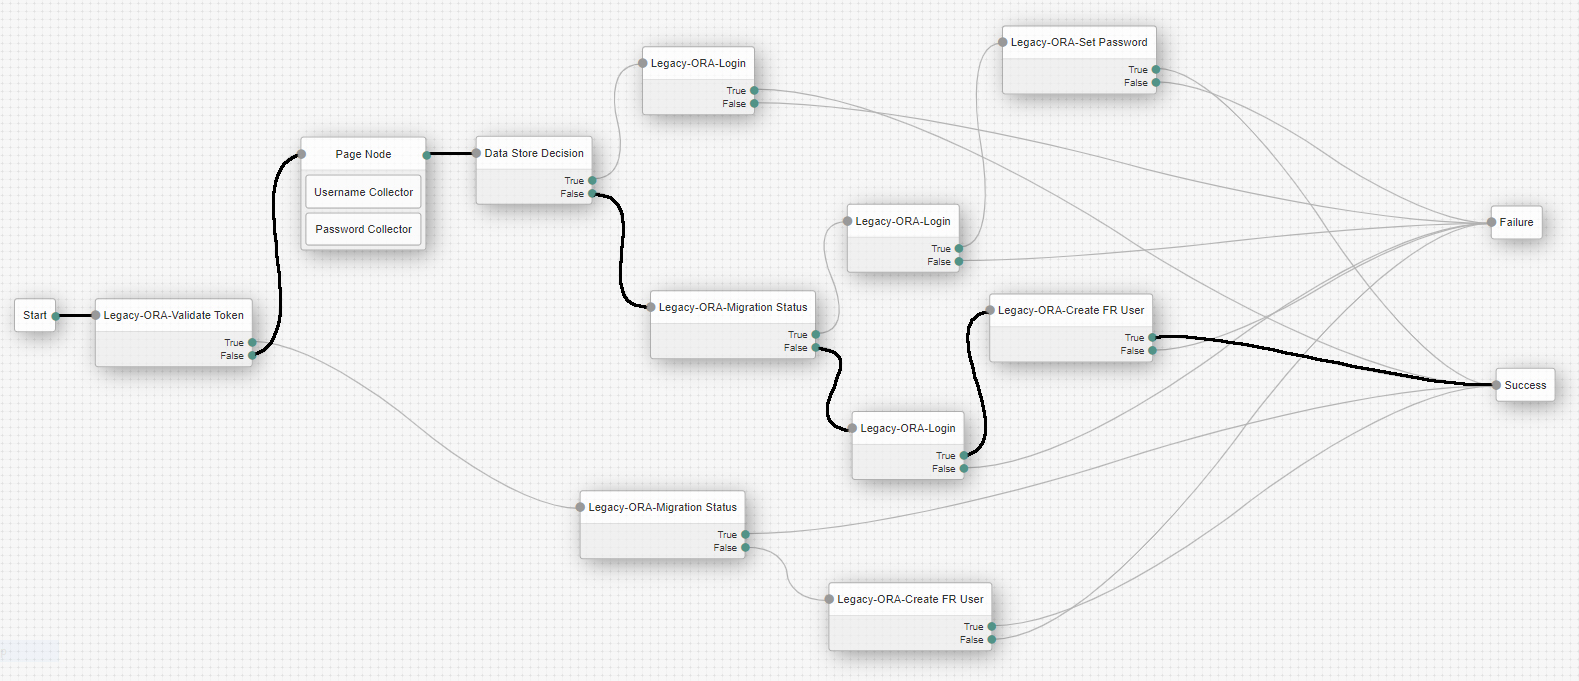 Start
Legacy-ORA-Validate Token
True
False
Page Node
Username Collector
Password Collector
Data Store Decision
True
False
Legacy-ORA-Login
True
False
Legacy-ORA-Migration Status
True
False
Legacy-ORA-Login
True
False
Legacy-ORA-Set Password
True
False
Legacy-ORA-Login
True
False
Legacy-ORA-Create FR User
True
False
Legacy-ORA-Migration Status
True
False
Legacy-ORA-Create FR User
True
False
Failure
Success